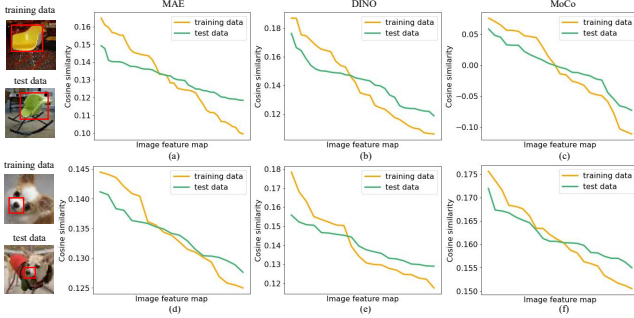 MAE
DINO
MoCo
training data
test data
Cosine similarity
0.16
0.15
0.14
0.13
0.12
0.11
0.10
training data
test data
Image feature map
(a)
Cosine similarity
0.18
0.16
0.14
0.12
training data
test data
Image feature map
(b)
Cosine similarity
0.05
0.00
−0.05
−0.10
training data
test data
Image feature map
(c)
training data
test data
Cosine similarity
0.145
0.140
0.135
0.130
0.125
training data
test data
Image feature map
(d)
Cosine similarity
0.18
0.17
0.16
0.15
0.14
0.13
0.12
training data
test data
Image feature map
(e)
Cosine similarity
0.175
0.170
0.165
0.160
0.155
0.150
training data
test data
Image feature map
(f)